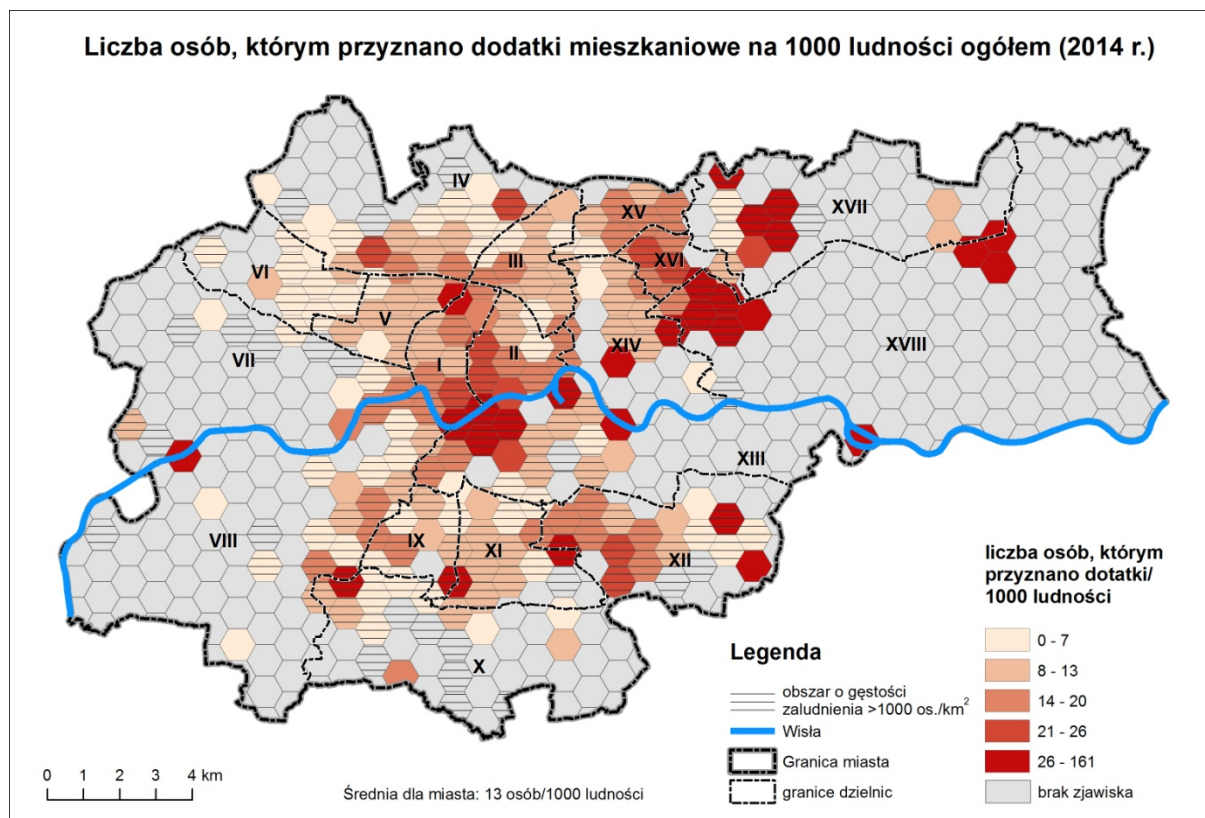 Liczba osób, którym przyznano dodatki mieszkaniowe na 1000 ludności ogółem (2014 r.)
IV
XV
XVII
III
XVI
VI
V
VII
I
II
XIV
XVIII
XIII
VIII
IX
XI
XII
X
liczba osób, którym
przyznano dotatki/
1000 ludności
0 - 7
8 - 13
14 - 20
21 - 26
26 - 161
brak zjawiska
Legenda
obszar o gęstości
zaludnienia >1000 os./km²
Wisła
Granica miasta
granice dzielnic
0 1 2 4 km
Średnia dla miasta: 13 osób/1000 ludności